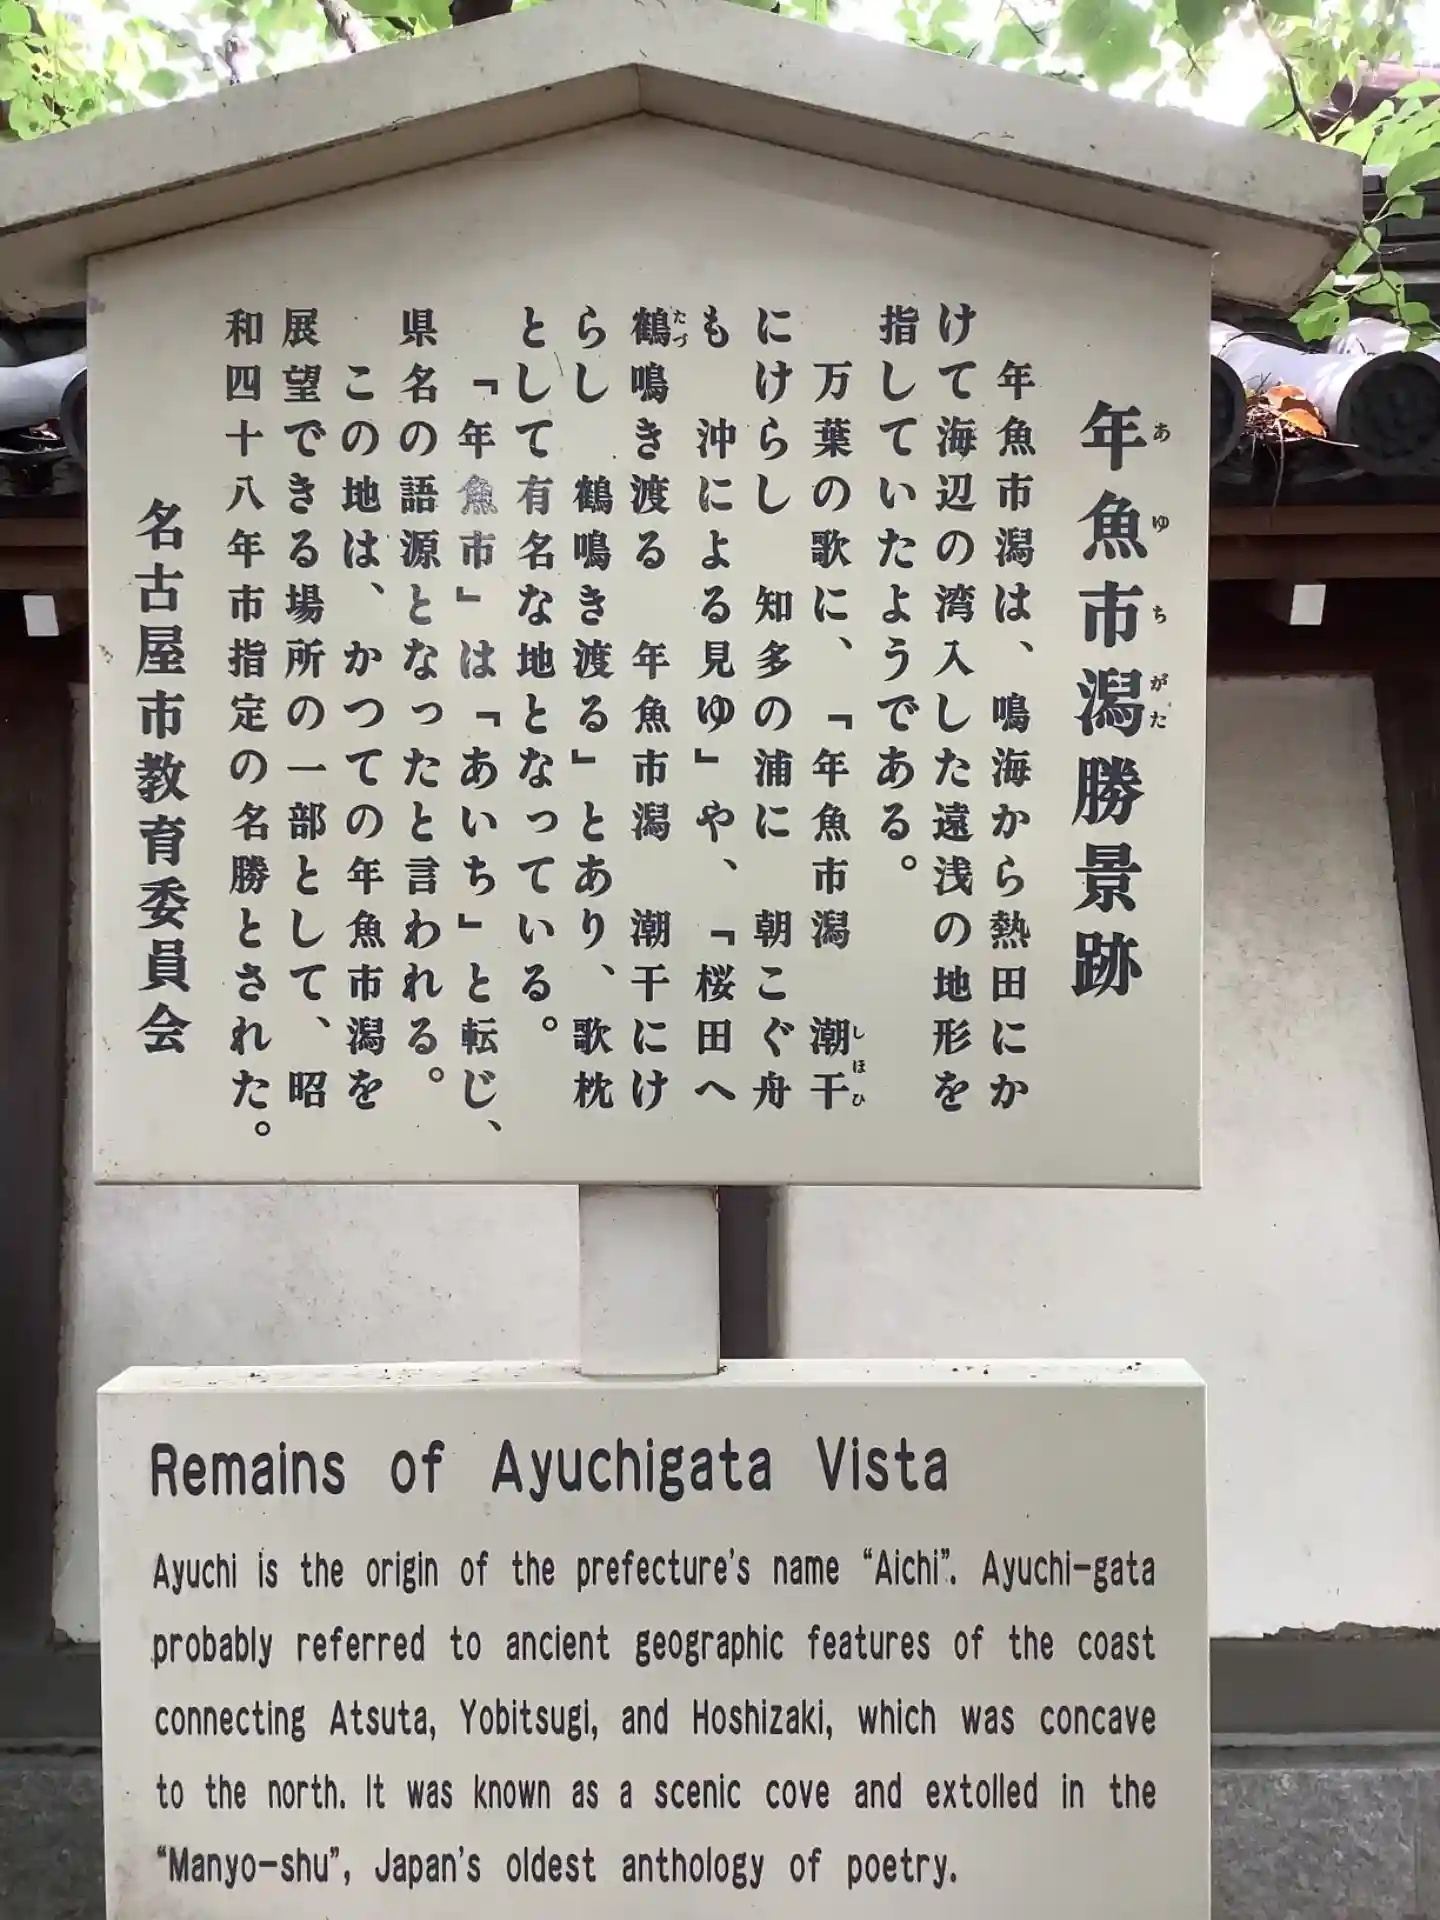 年魚市潟勝景跡
あゆちがた
年魚市潟は、鳴海から熱田にか
けて海辺の湾入した遠浅の地形を
指していたようである。
万葉の歌に、「年魚市潟　潮干
しほひ
にけらし　知多の浦に　朝こぐ舟
も　沖による見ゆ」や、「桜田へ
鶴鳴き渡る　年魚市潟　潮干にけ
たづ
らし　鶴鳴き渡る」とあり、歌枕
として有名な地となっている。
「年魚市」は「あいち」と転じ、
県名の語源となったと言われる。
この地は、かつての年魚市潟を
展望できる場所の一部として、昭
和四十八年市指定の名勝とされた。
名古屋市教育委員会
Remains of Ayuchigata Vista
Ayuchi is the origin of the prefecture's name “Aichi”. Ayuchi-gata
probably referred to ancient geographic features of the coast
connecting Atsuta, Yobitsugi, and Hoshizaki, which was concave
to the north. It was known as a scenic cove and extolled in the
“Manyo-shu”, Japan's oldest anthology of poetry.